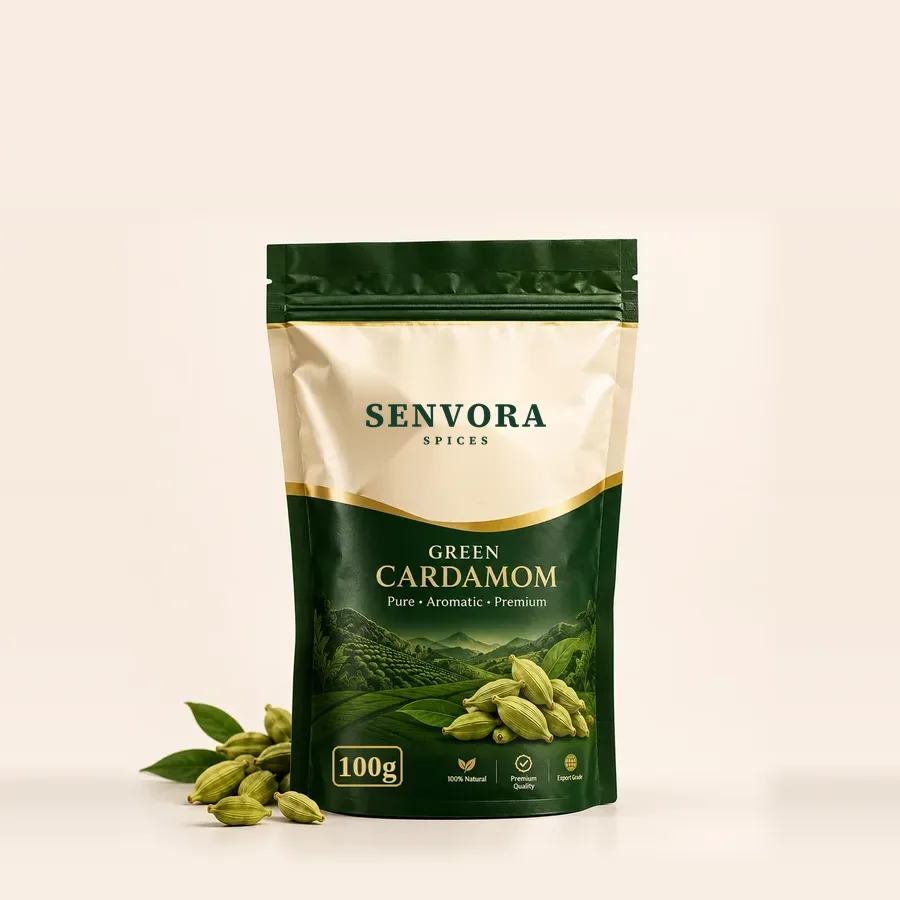 SENVORA
SPICES
GREEN
CARDAMOM
Pure • Aromatic • Premium
100g
100% Natural
Premium
Quality
Export Grade